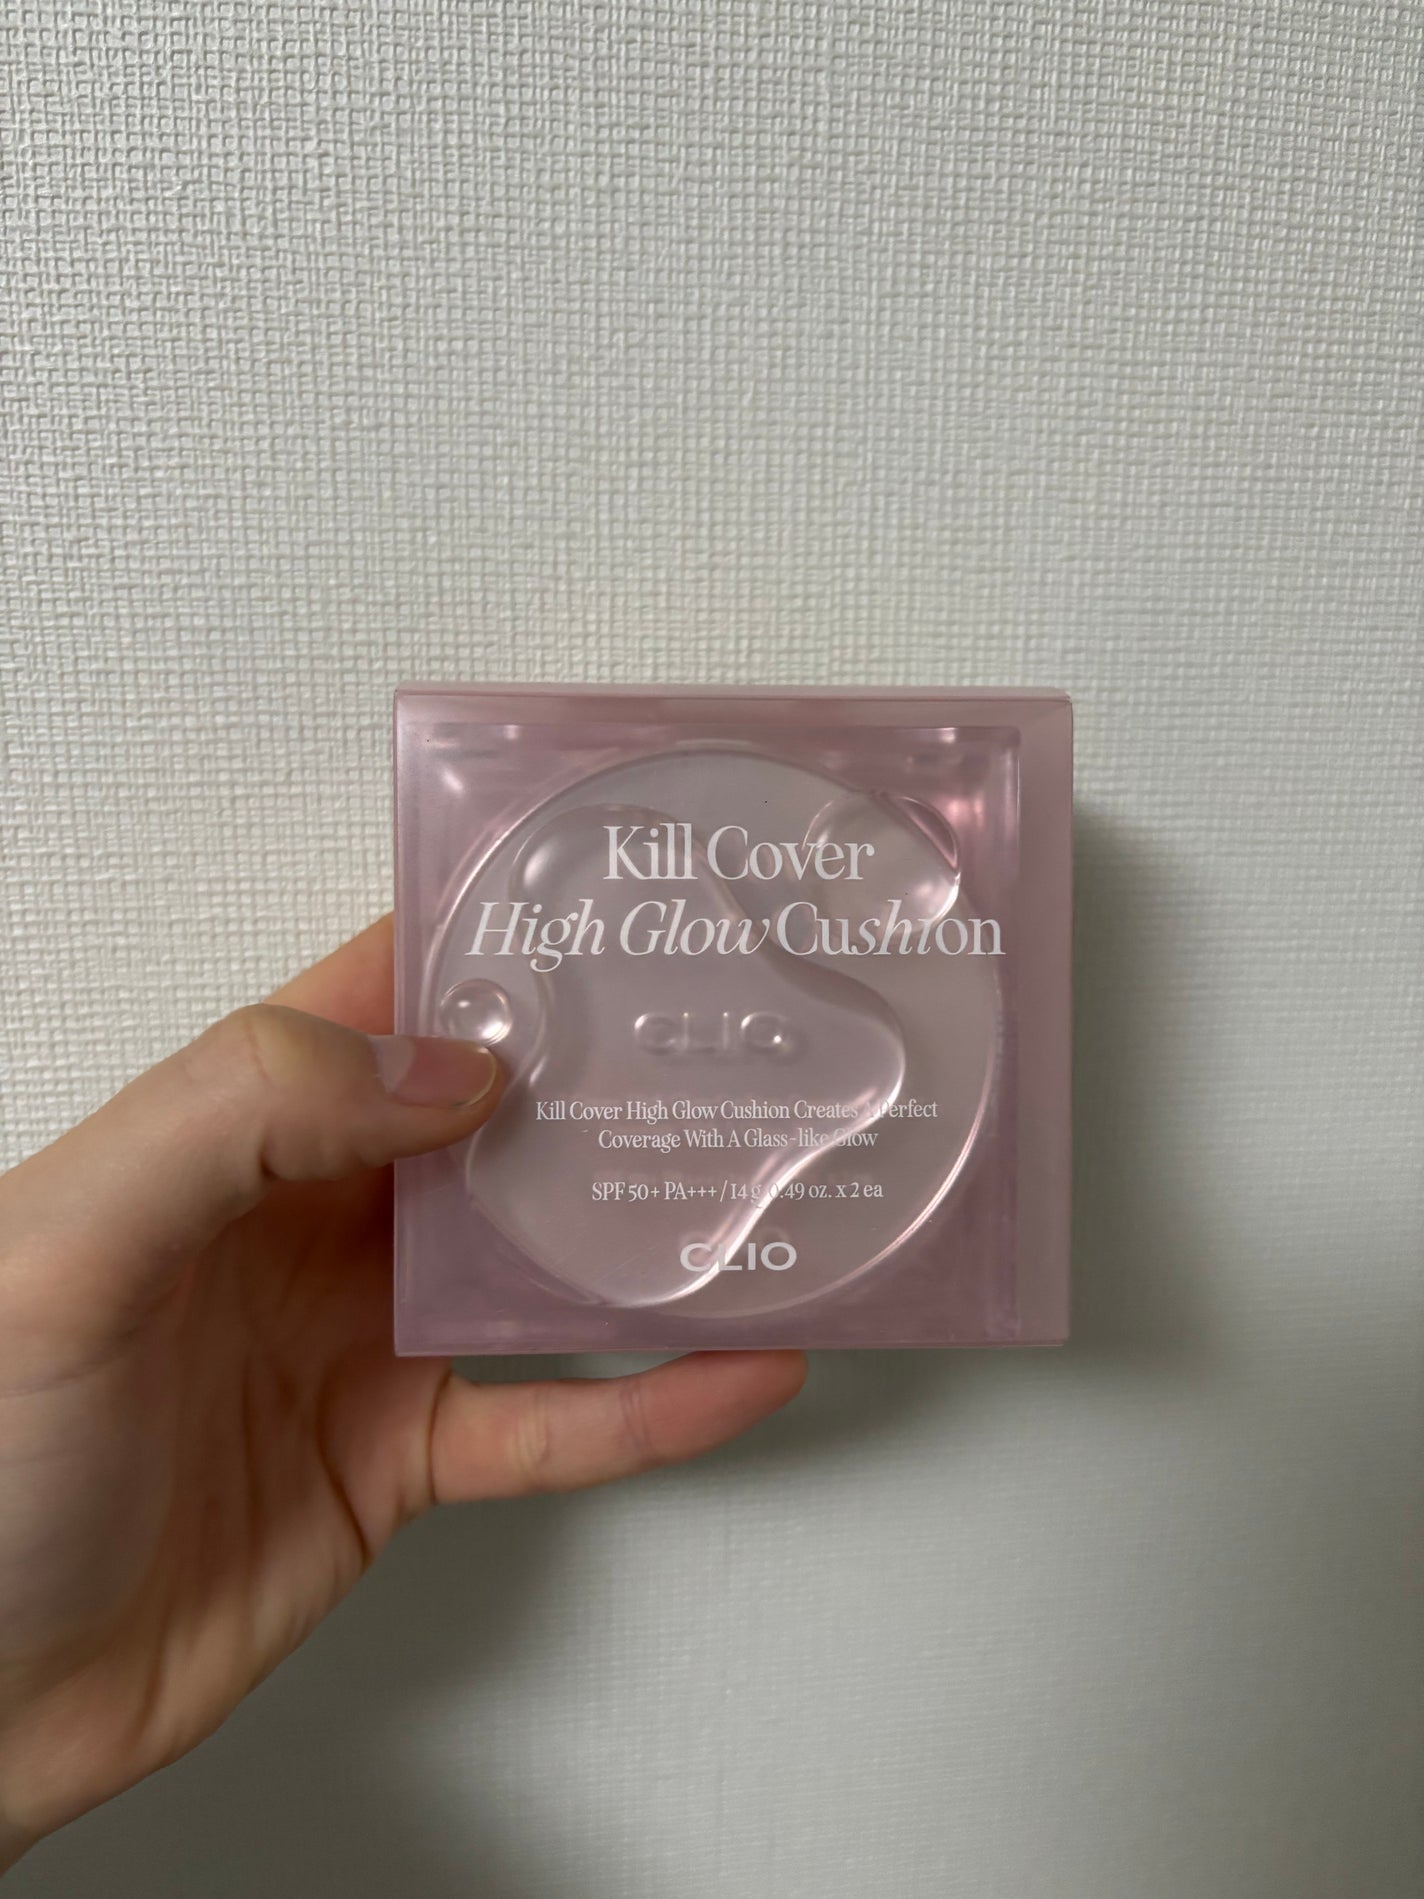 Kill Cover
High Glow Cushion
CLIO
Kill Cover High Glow Cushion Creates A Perfect
Coverage With A Glass-like Glow
SPF 50+ PA+++ / 14 g 0.49 oz. x 2 ea
CLIO